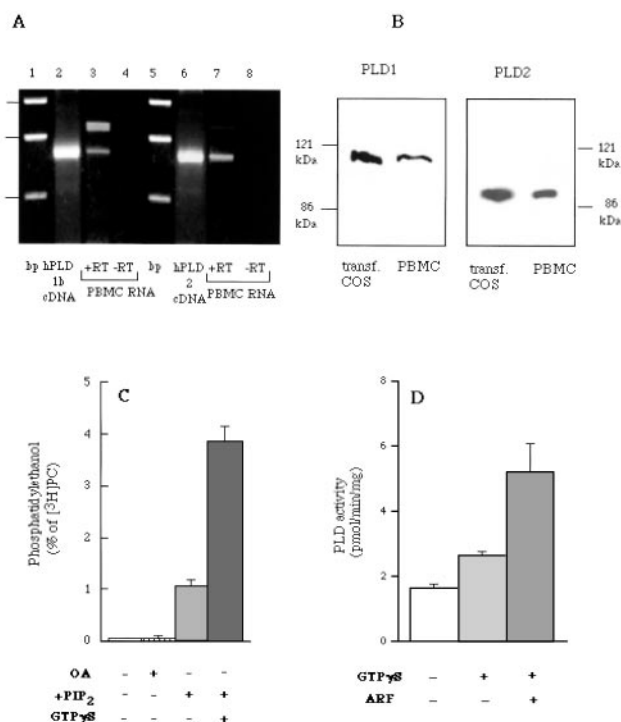 A
B
1 2 3 4 5 6 7 8
PLD1
PLD2
121
kDa
86
kDa
121
kDa
86
kDa
bp hPLD
1b
cDNA
+RT -RT
PBMC RNA
bp hPLD
2
cDNA
+RT -RT
PBMC RNA
transf.
COS
PBMC
transf.
COS
PBMC
C
Phosphatidylethanol
(% of [³H]PC)
5
4
3
2
1
0
OA - + - -
+PIP₂ - - + +
GTPγS - - - +
D
PLD activity
(pmol/min/mg)
8
6
4
2
0
GTPγS - + +
ARF - - +